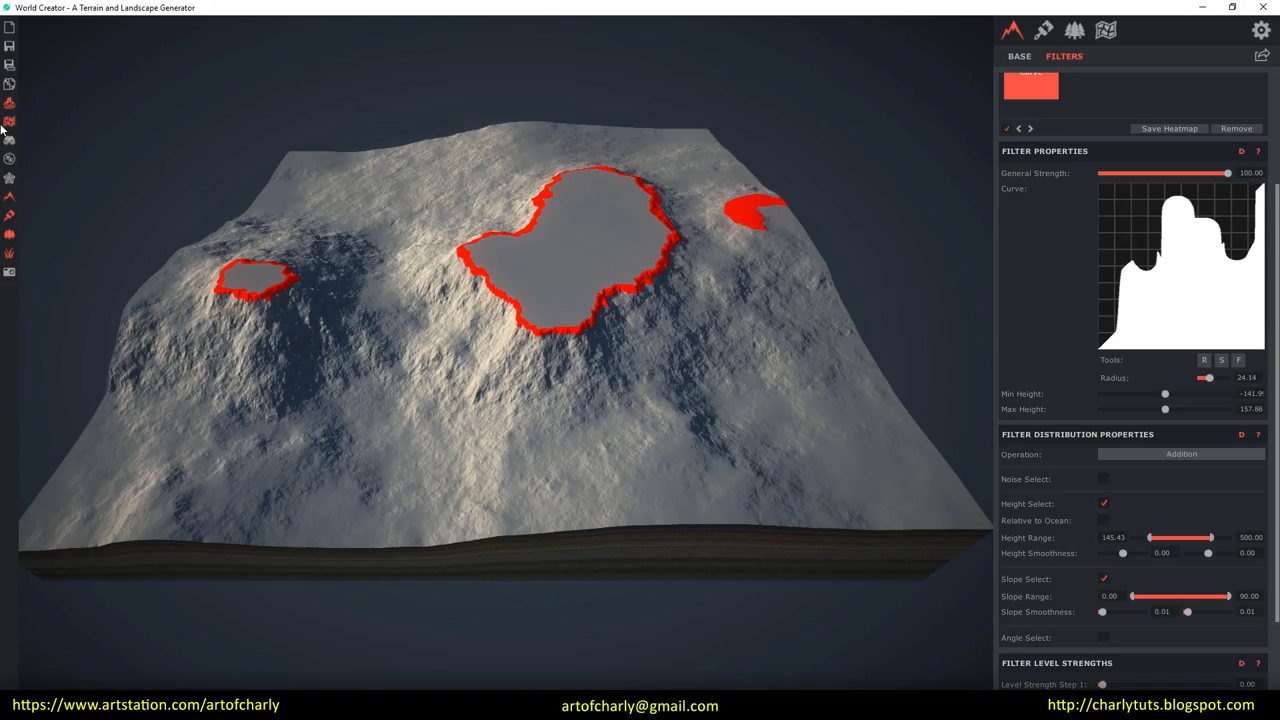 World Creator - A Terrain and Landscape Generator
BASE FILTERS
Curve
Save Heatmap Remove
FILTER PROPERTIES D ?
General Strength: 100.00
Curve:
Tools: R S F
Radius: 24.14
Min Height: -141.9
Max Height: 157.86
FILTER DISTRIBUTION PROPERTIES D ?
Operation: Addition
Noise Select:
Height Select:
Relative to Ocean:
Height Range: 145.43 500.00
Height Smoothness: 0.00 0.00
Slope Select:
Slope Range: 0.00 90.00
Slope Smoothness: 0.01 0.01
Angle Select:
FILTER LEVEL STRENGTHS D ?
Level Strength Step 1: 0.00
https://www.artstation.com/artofcharly artofcharly@gmail.com http://charlytuts.blogspot.com